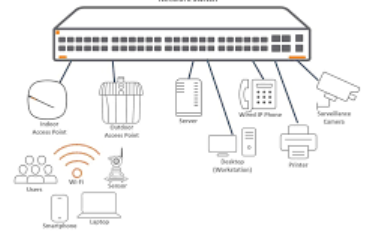 Network Switch
Indoor
Access Point
Outdoor
Access Point
Server
Wired IP Phone
Surveillance
Camera
Desktop
(Workstation)
Printer
Users
Wi-Fi
Sensor
Smartphone
Laptop